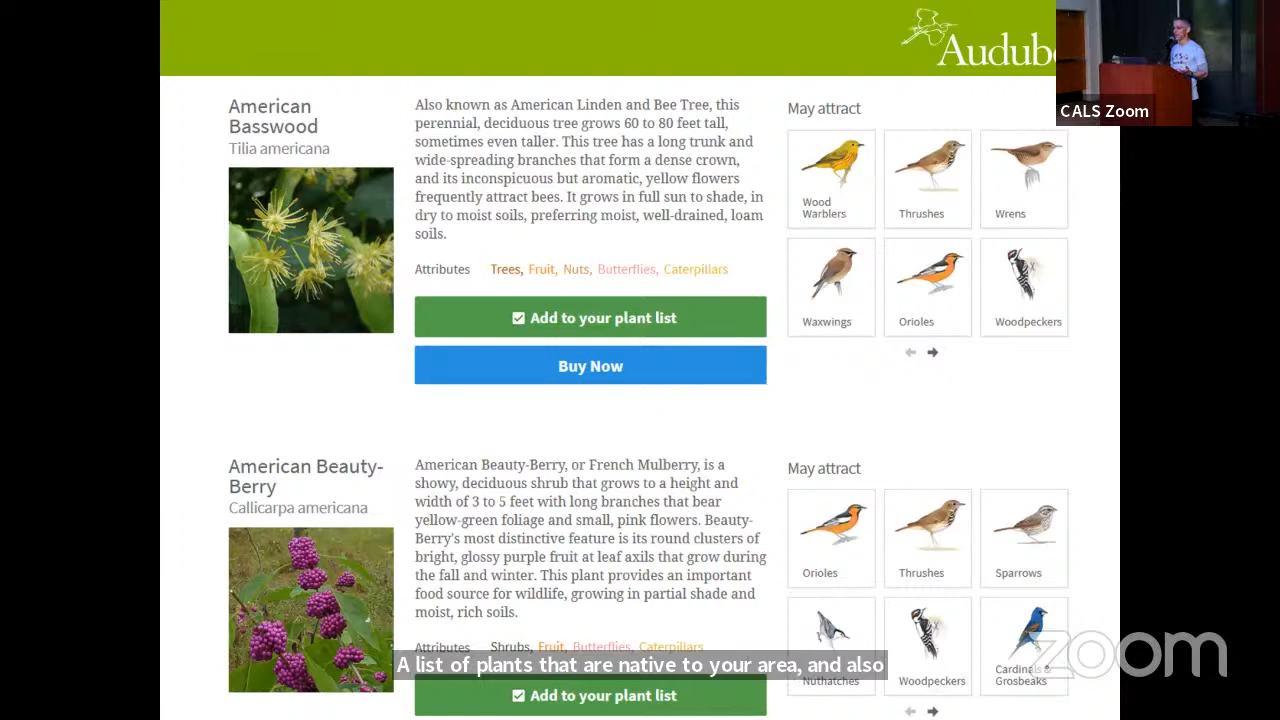 Audubo
CALS Zoom
American
Basswood
Tilia americana
Also known as American Linden and Bee Tree, this
perennial, deciduous tree grows 60 to 80 feet tall,
sometimes even taller. This tree has a long trunk and
wide-spreading branches that form a dense crown,
and its inconspicuous but aromatic, yellow flowers
frequently attract bees. It grows in full sun to shade, in
dry to moist soils, preferring moist, well-drained, loam
soils.
Attributes Trees, Fruit, Nuts, Butterflies, Caterpillars
Add to your plant list
Buy Now
May attract
Wood
Warblers
Thrushes
Wrens
Waxwings
Orioles
Woodpeckers
American Beauty-
Berry
Callicarpa americana
American Beauty-Berry, or French Mulberry, is a
showy, deciduous shrub that grows to a height and
width of 3 to 5 feet with long branches that bear
yellow-green foliage and small, pink flowers. Beauty-
Berry's most distinctive feature is its round clusters of
bright, glossy purple fruit at leaf axils that grow during
the fall and winter. This plant provides an important
food source for wildlife, growing in partial shade and
moist, rich soils.
Attributes Shrubs, Fruit, Butterflies, Caterpillars
A list of plants that are native to your area, and also
Add to your plant list
May attract
Orioles
Thrushes
Sparrows
Nuthatches
Woodpeckers
Cardinals &
Grosbeaks
zoom